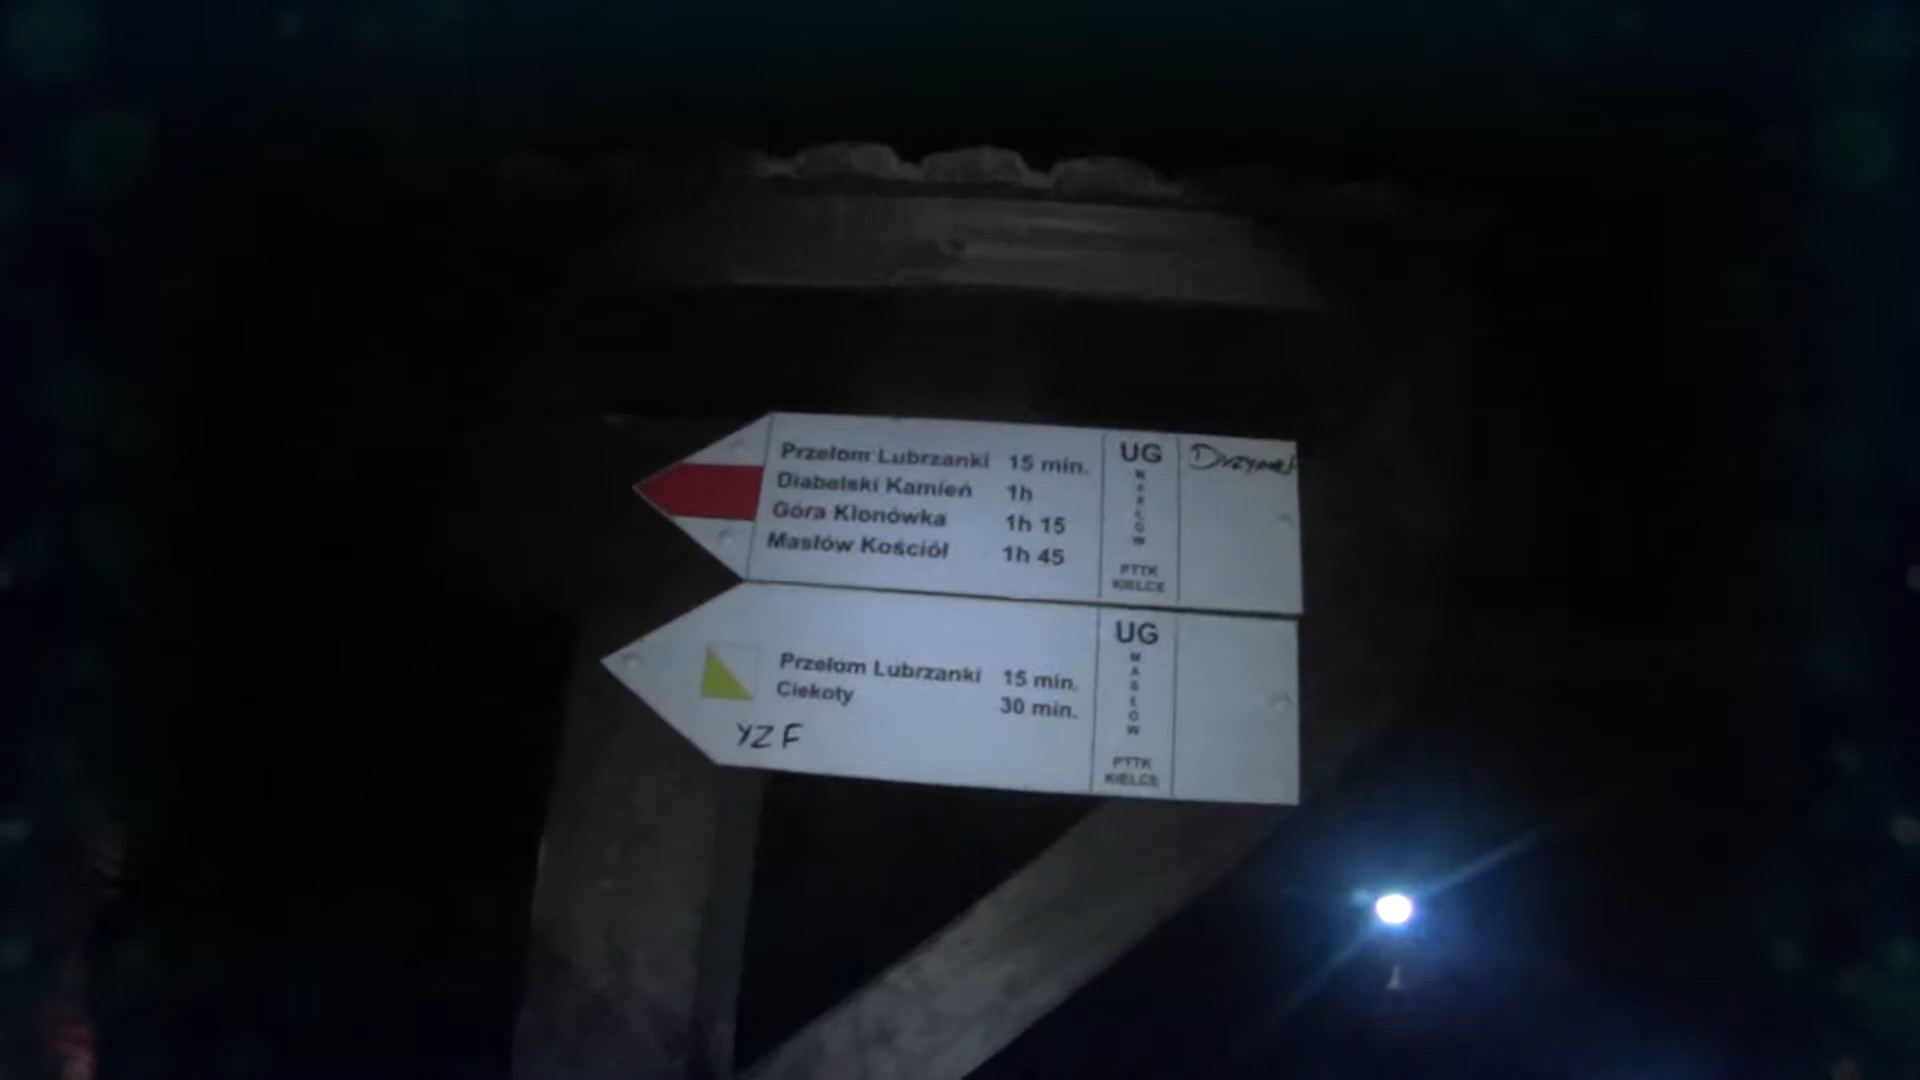 Przełom Lubrzanki 15 min.
Diabelski Kamień 1h
Góra Klonówka 1h 15
Masłów Kościół 1h 45
UG
MASŁÓW
PTTK
KIELCE
Przełom Lubrzanki 15 min.
Ciekoty 30 min.
YZF
UG
MASŁÓW
PTTK
KIELCE